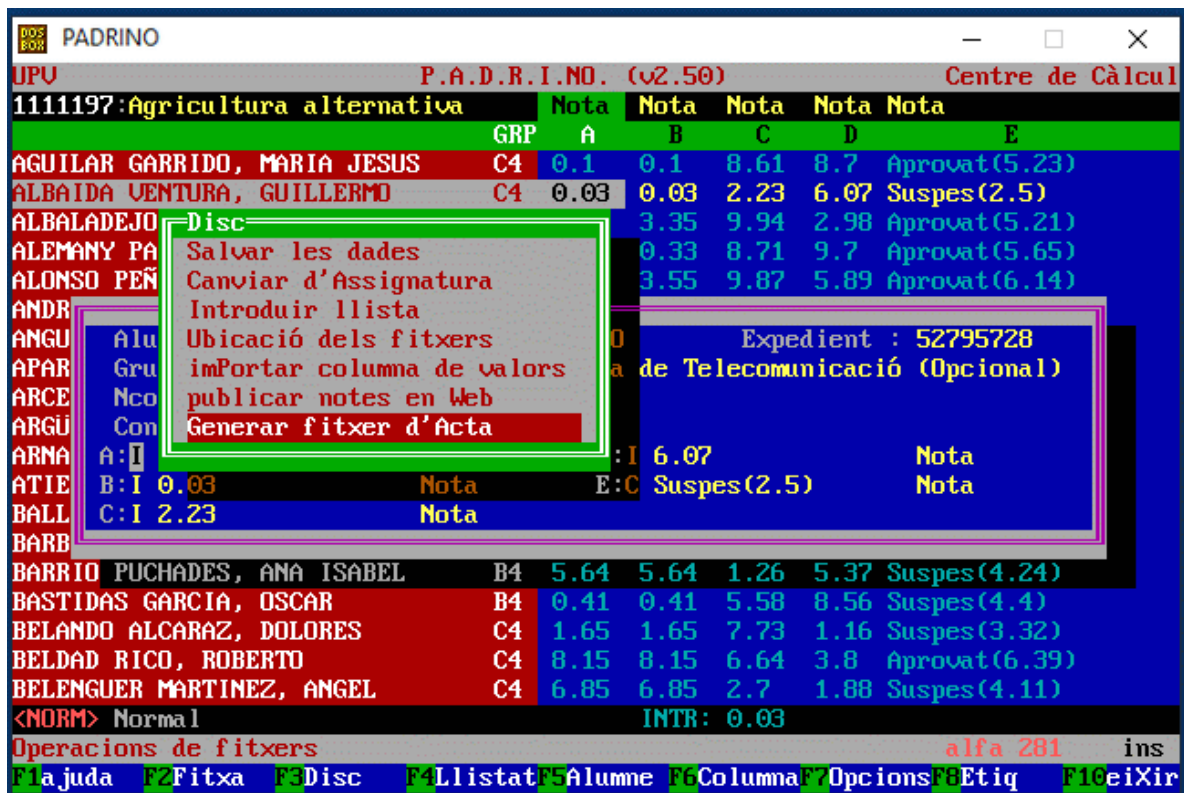 PADRINO
UPV P.A.D.R.I.NO. (v2.50) Centre de Càlcul
1111197:Agricultura alternativa Nota Nota Nota Nota Nota
GRP A B C D E
AGUILAR GARRIDO, MARIA JESUS C4 0.1 0.1 8.61 8.7 Aprovat(5.23)
ALBAIDA VENTURA, GUILLERMO C4 0.03 0.03 2.23 6.07 Suspes(2.5)
ALBALADEJO Disc 3.35 9.94 2.98 Aprovat(5.21)
ALEMANY PA Salvar les dades 0.33 8.71 9.7 Aprovat(5.65)
ALONSO PEÑ Canviar d'Assignatura 3.55 9.87 5.89 Aprovat(6.14)
ANDR Introduir llista
ANGU Alu Ubicació dels fitxers O Expedient : 52795728
APAR Gru imPortar columna de valors a de Telecomunicació (Opcional)
ARCE Nco publicar notes en Web
ARGÜ Con Generar fitxer d'Acta
ARNA A:I :I 6.07 Nota
ATIE B:I 0.03 Nota E:C Suspes(2.5) Nota
BALL C:I 2.23 Nota
BARB
BARRIO PUCHADES, ANA ISABEL B4 5.64 5.64 1.26 5.37 Suspes(4.24)
BASTIDAS GARCIA, OSCAR B4 0.41 0.41 5.58 8.56 Suspes(4.4)
BELANDO ALCARAZ, DOLORES C4 1.65 1.65 7.73 1.16 Suspes(3.32)
BELDAD RICO, ROBERTO C4 8.15 8.15 6.64 3.8 Aprovat(6.39)
BELENGUER MARTINEZ, ANGEL C4 6.85 6.85 2.7 1.88 Suspes(4.11)
<NORM> Normal INTR: 0.03
Operacions de fitxers alfa 281 ins
F1ajuda F2Fitxa F3Disc F4Llistat F5Alumne F6Columna F7Opcions F8Etiq F10eiXir